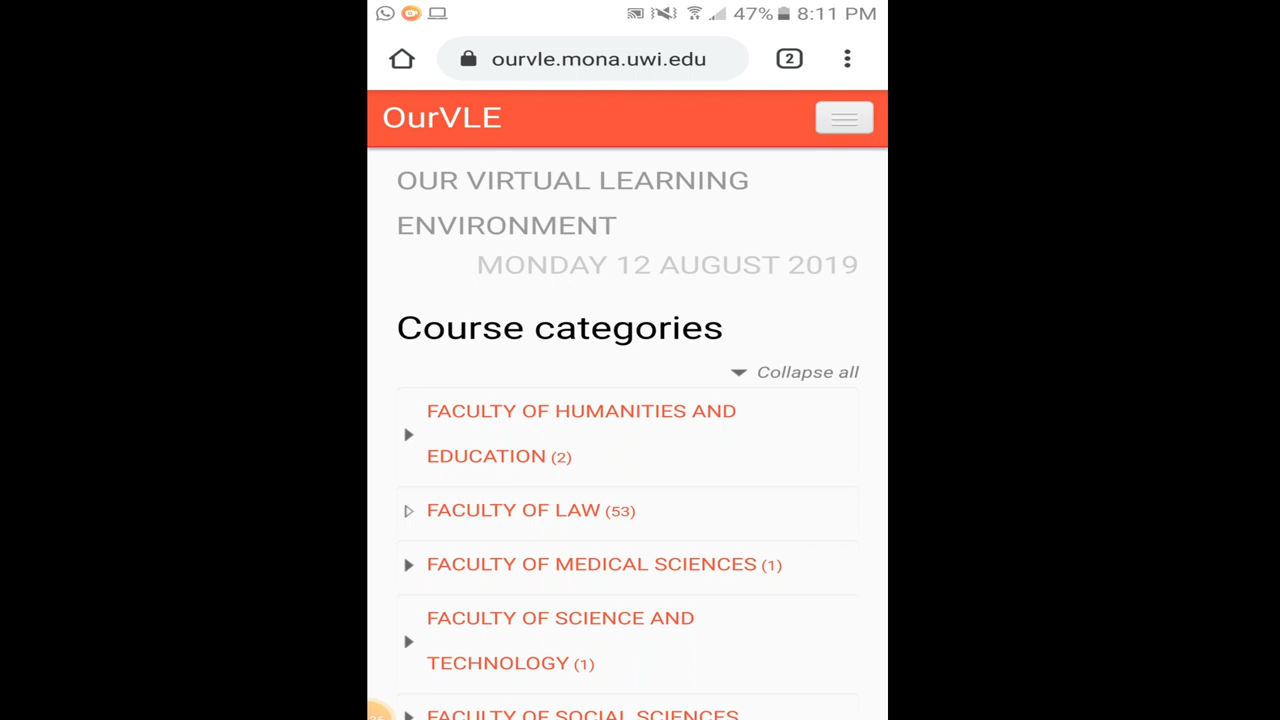 47% 8:11 PM
ourvle.mona.uwi.edu
2
OurVLE
OUR VIRTUAL LEARNING
ENVIRONMENT
MONDAY 12 AUGUST 2019
Course categories
Collapse all
FACULTY OF HUMANITIES AND
EDUCATION (2)
FACULTY OF LAW (53)
FACULTY OF MEDICAL SCIENCES (1)
FACULTY OF SCIENCE AND
TECHNOLOGY (1)
FACULTY OF SOCIAL SCIENCES